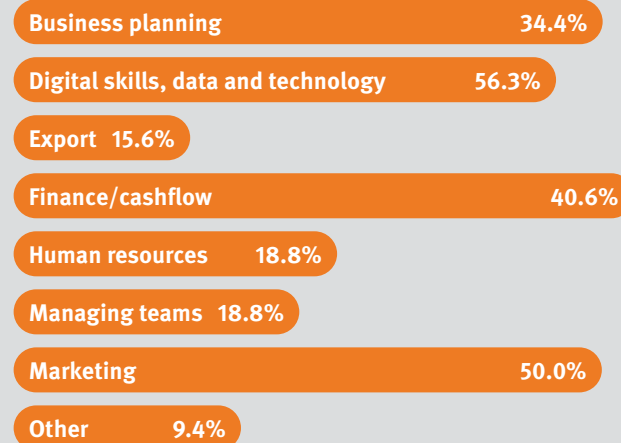 Business planning 34.4%
Digital skills, data and technology 56.3%
Export 15.6%
Finance/cashflow 40.6%
Human resources 18.8%
Managing teams 18.8%
Marketing 50.0%
Other 9.4%